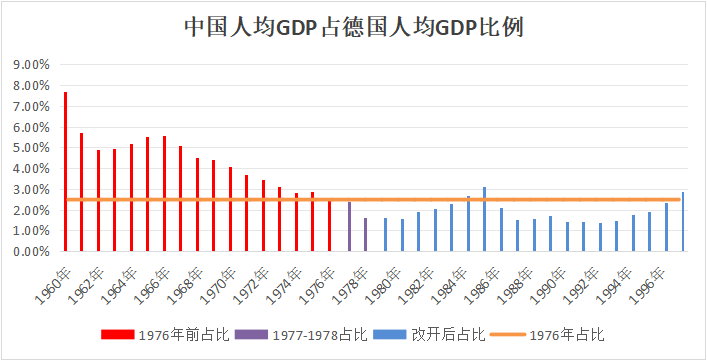 中国人均GDP占德国人均GDP比例
9.00%
8.00%
7.00%
6.00%
5.00%
4.00%
3.00%
2.00%
1.00%
0.00%
1960年
1962年
1964年
1966年
1968年
1970年
1972年
1974年
1976年
1978年
1980年
1982年
1984年
1986年
1988年
1990年
1992年
1994年
1996年
1976年前占比 1977-1978占比 改开后占比 1976年占比